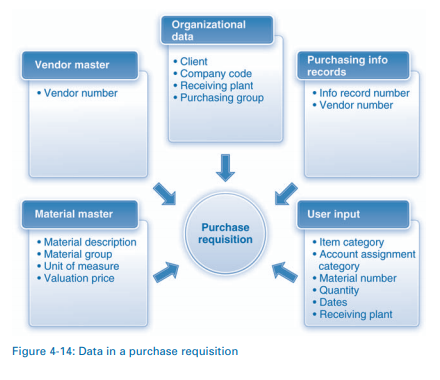 Organizational
data
• Client
• Company code
• Receiving plant
• Purchasing group
Vendor master
• Vendor number
Purchasing info
records
• Info record number
• Vendor number
Purchase
requisition
Material master
• Material description
• Material group
• Unit of measure
• Valuation price
User input
• Item category
• Account assignment
category
• Material number
• Quantity
• Dates
• Receiving plant
Figure 4-14: Data in a purchase requisition